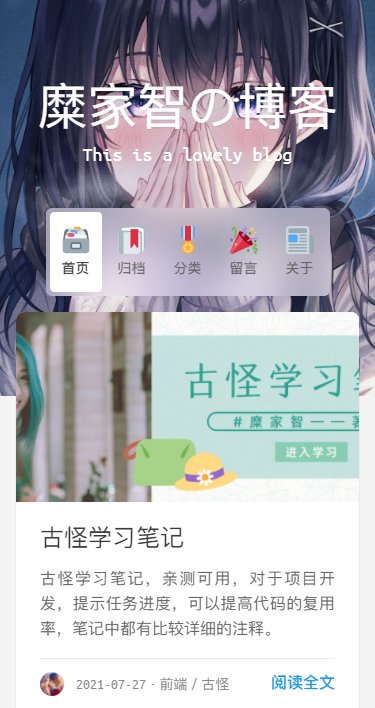 糜家智の博客
This is a lovely blog
首页 归档 分类 留言 关于
古怪学习
#糜家智——
进入学习
古怪学习笔记
古怪学习笔记，亲测可用，对于项目开
发，提示任务进度，可以提高代码的复用
率，笔记中都有比较详细的注释。
2021-07-27 · 前端 / 古怪
阅读全文